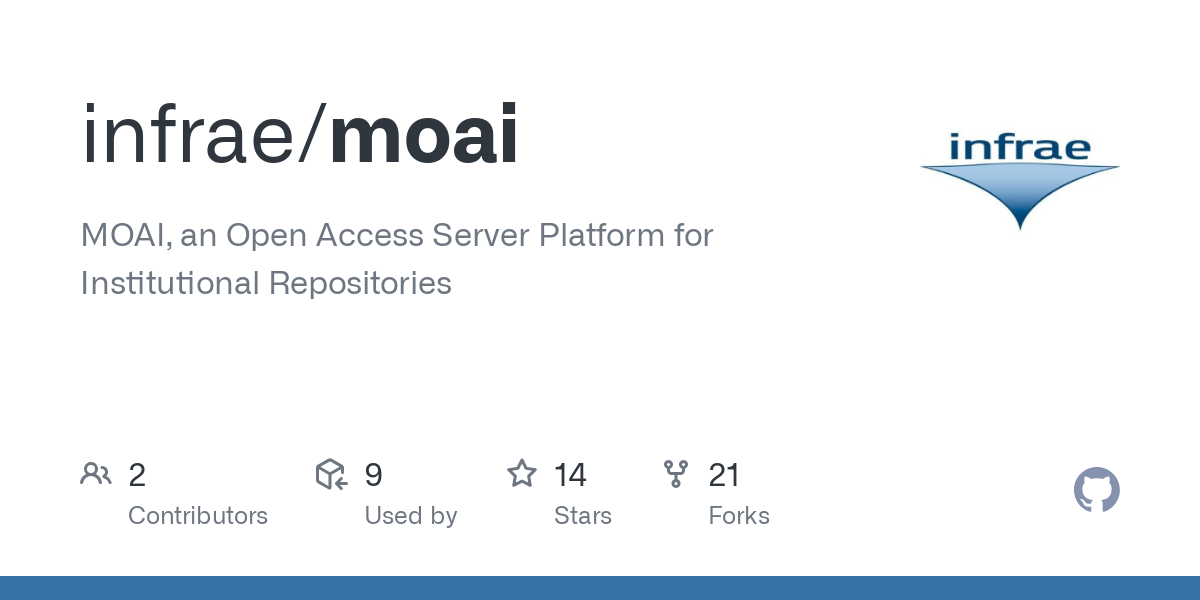 infrae/moai
infrae
MOAI, an Open Access Server Platform for
Institutional Repositories
2
Contributors
9
Used by
14
Stars
21
Forks